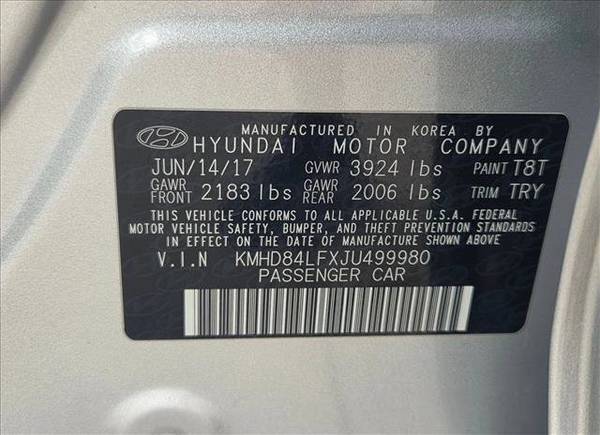 MANUFACTURED IN KOREA BY
HYUNDAI MOTOR COMPANY
JUN/14/17 GVWR 3924 lbs PAINT T8T
GAWR FRONT 2183 lbs GAWR REAR 2006 lbs TRIM TRY
THIS VEHICLE CONFORMS TO ALL APPLICABLE U.S.A. FEDERAL
MOTOR VEHICLE SAFETY, BUMPER, AND THEFT PREVENTION STANDARDS
IN EFFECT ON THE DATE OF MANUFACTURE SHOWN ABOVE
V.I.N KMHD84LFXJU499980
PASSENGER CAR